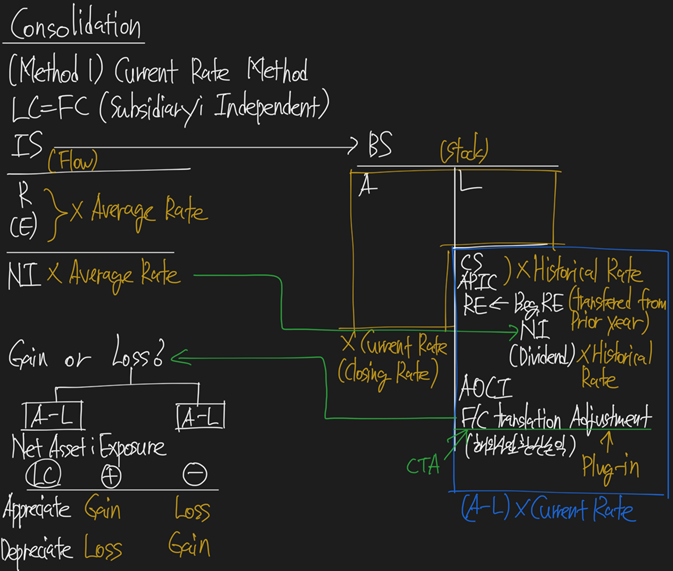 Consolidation
(Method 1) Current Rate Method
LC=FC (Subsidiary; Independent)
IS (Flow) → BS (Stock)
R
(E) } X Average Rate
NI X Average Rate
A
L
X Current Rate
(Closing Rate)
CS
APIC ) X Historical Rate
RE ← Beg. RE (transferred from Prior year)
NI
(Dividend) X Historical Rate
AOCI
F/C translation Adjustment
(해외사업환산손익)
CTA
↑
Plug-in
(A-L) X Current Rate
Gain or Loss?
A-L
A-L
Net Asset; Exposure
LC + −
Appreciate Gain Loss
Depreciate Loss Gain